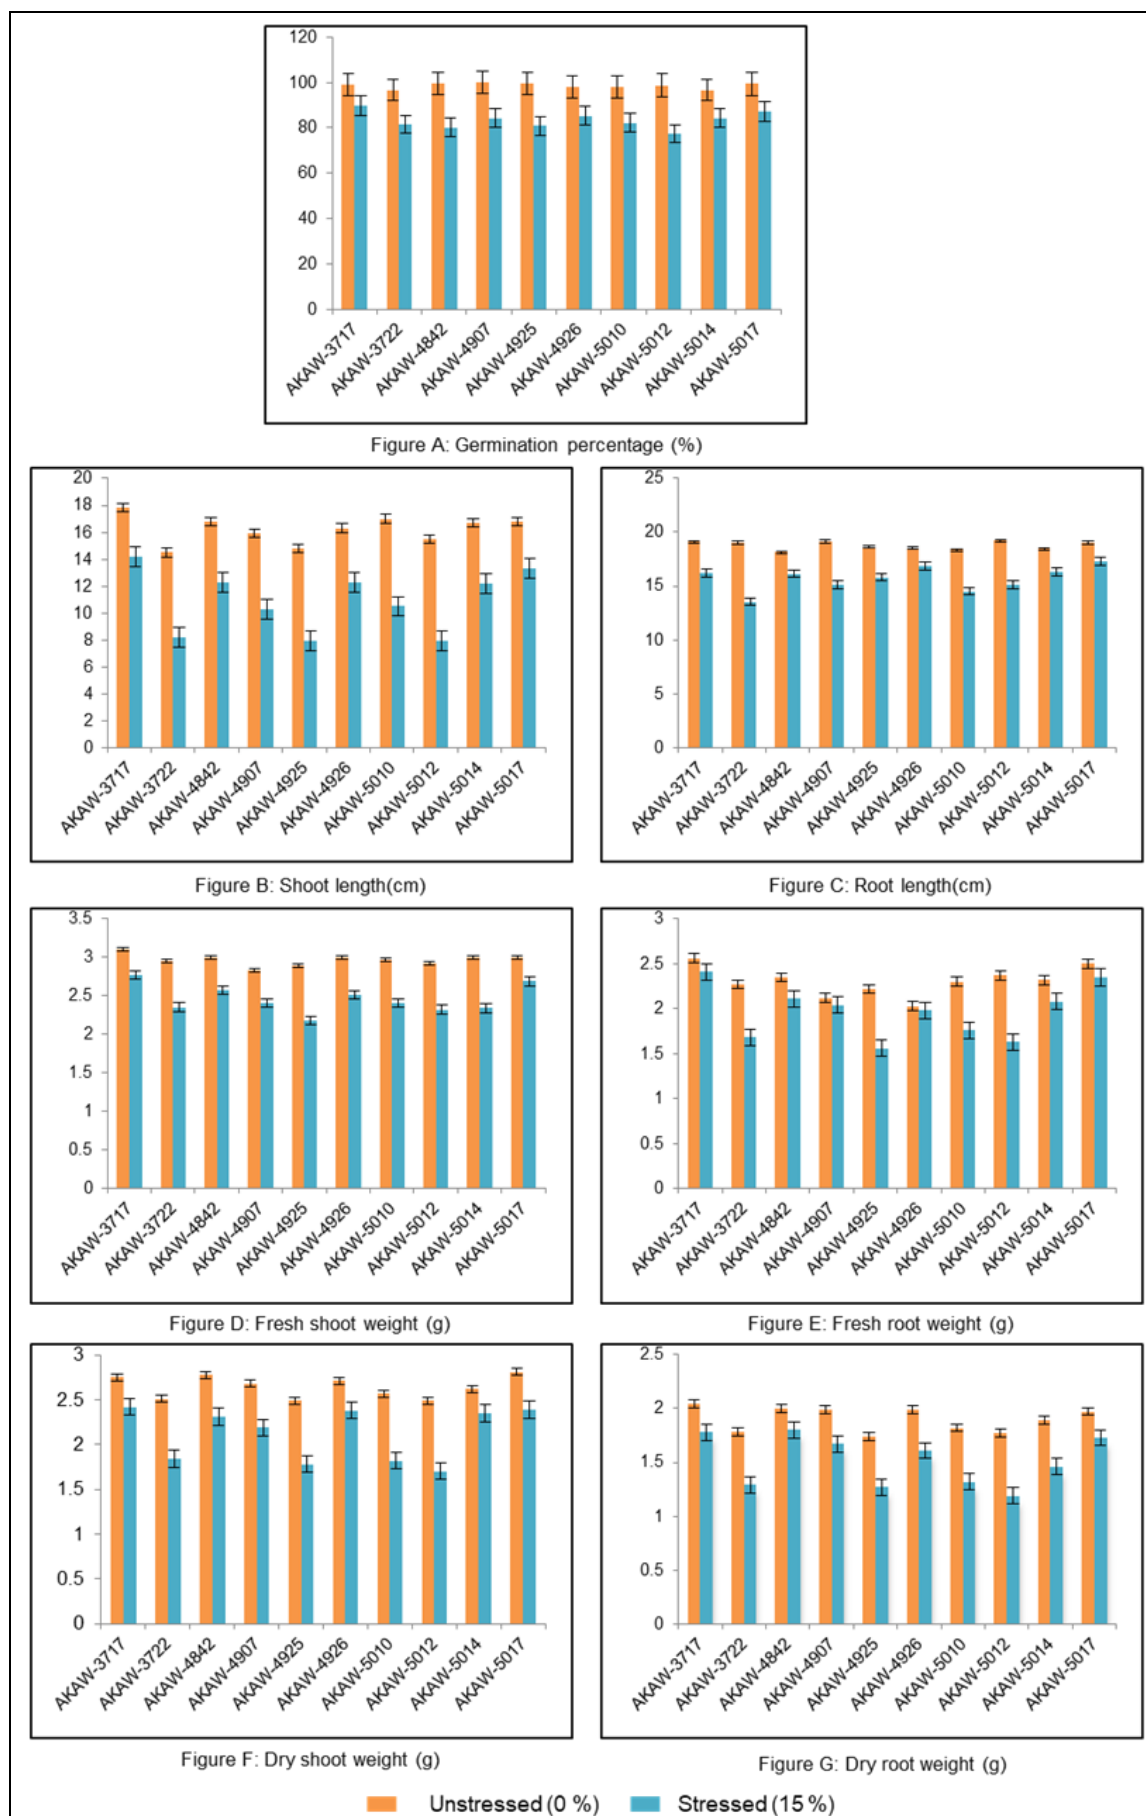 120
100
80
60
40
20
0
AKAW-3717
AKAW-3722
AKAW-4842
AKAW-4907
AKAW-4925
AKAW-4926
AKAW-5010
AKAW-5012
AKAW-5014
AKAW-5017
Figure A: Germination percentage (%)
20
18
16
14
12
10
8
6
4
2
0
AKAW-3717
AKAW-3722
AKAW-4842
AKAW-4907
AKAW-4925
AKAW-4926
AKAW-5010
AKAW-5012
AKAW-5014
AKAW-5017
Figure B: Shoot length(cm)
25
20
15
10
5
0
AKAW-3717
AKAW-3722
AKAW-4842
AKAW-4907
AKAW-4925
AKAW-4926
AKAW-5010
AKAW-5012
AKAW-5014
AKAW-5017
Figure C: Root length(cm)
3.5
3
2.5
2
1.5
1
0.5
0
AKAW-3717
AKAW-3722
AKAW-4842
AKAW-4907
AKAW-4925
AKAW-4926
AKAW-5010
AKAW-5012
AKAW-5014
AKAW-5017
Figure D: Fresh shoot weight (g)
3
2.5
2
1.5
1
0.5
0
AKAW-3717
AKAW-3722
AKAW-4842
AKAW-4907
AKAW-4925
AKAW-4926
AKAW-5010
AKAW-5012
AKAW-5014
AKAW-5017
Figure E: Fresh root weight (g)
3
2.5
2
1.5
1
0.5
0
AKAW-3717
AKAW-3722
AKAW-4842
AKAW-4907
AKAW-4925
AKAW-4926
AKAW-5010
AKAW-5012
AKAW-5014
AKAW-5017
Figure F: Dry shoot weight (g)
2.5
2
1.5
1
0.5
0
AKAW-3717
AKAW-3722
AKAW-4842
AKAW-4907
AKAW-4925
AKAW-4926
AKAW-5010
AKAW-5012
AKAW-5014
AKAW-5017
Figure G: Dry root weight (g)
Unstressed (0 %) Stressed (15 %)